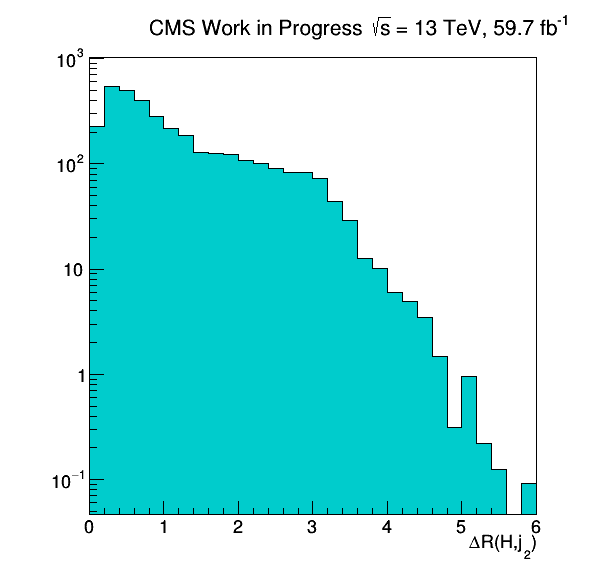 CMS Work in Progress √s = 13 TeV, 59.7 fb⁻¹
10³
10²
10
1
10⁻¹
0 1 2 3 4 5 6
ΔR(H,j₂)